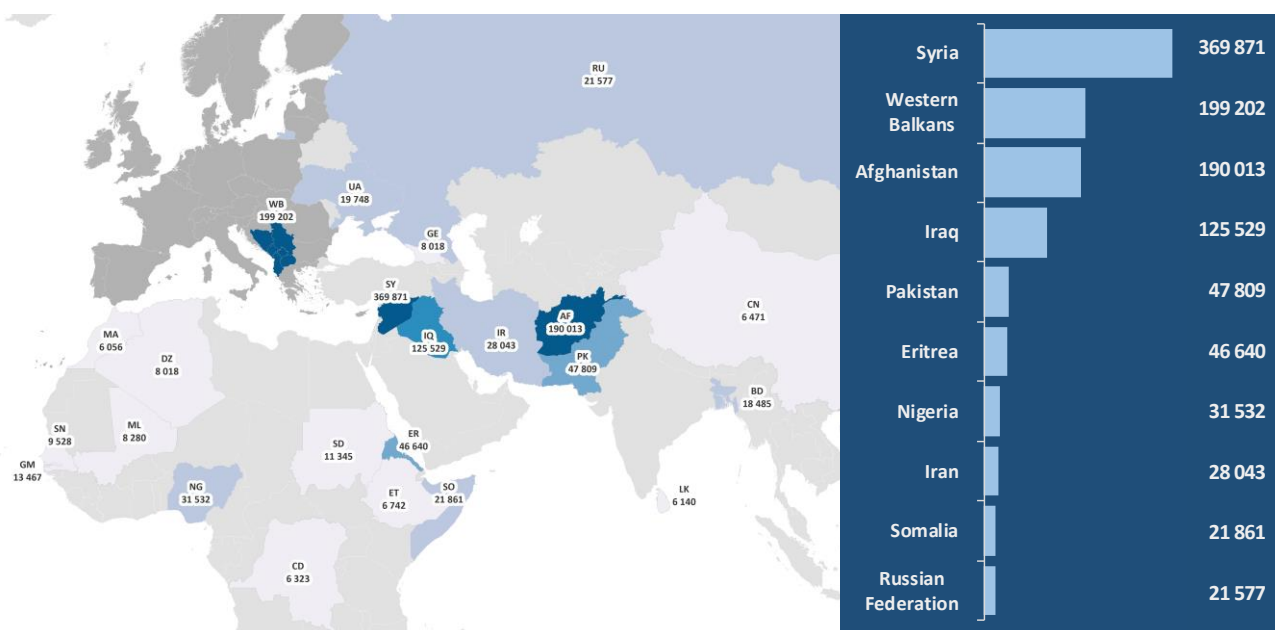 RU
21 577
UA
19 748
WB
199 202
GE
8 018
SY
369 871
IQ
125 529
IR
28 043
AF
190 013
PK
47 809
CN
6 471
BD
18 485
MA
6 056
DZ
8 018
SN
9 528
ML
8 280
GM
13 467
NG
31 532
SD
11 345
ER
46 640
ET
6 742
SO
21 861
LK
6 140
CD
6 323
Syria 369 871
Western
Balkans 199 202
Afghanistan 190 013
Iraq 125 529
Pakistan 47 809
Eritrea 46 640
Nigeria 31 532
Iran 28 043
Somalia 21 861
Russian
Federation 21 577